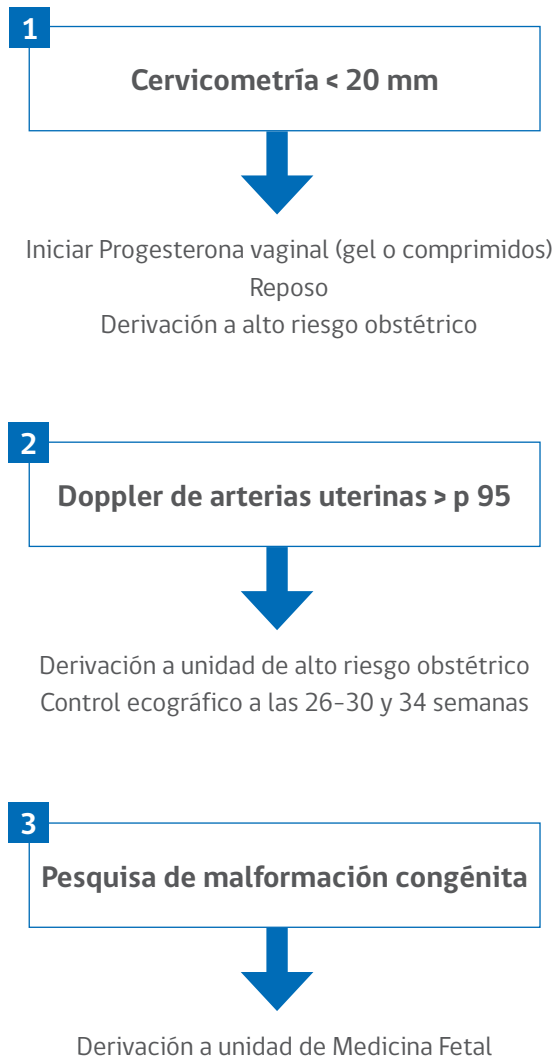 1
Cervicometría < 20 mm
Iniciar Progesterona vaginal (gel o comprimidos)
Reposo
Derivación a alto riesgo obstétrico
2
Doppler de arterias uterinas > p 95
Derivación a unidad de alto riesgo obstétrico
Control ecográfico a las 26-30 y 34 semanas
3
Pesquisa de malformación congénita
Derivación a unidad de Medicina Fetal